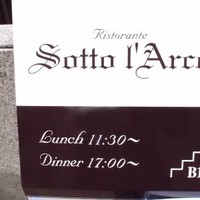 Ristorante
Sotto l'Arc
Lunch 11:30~
Dinner 17:00~